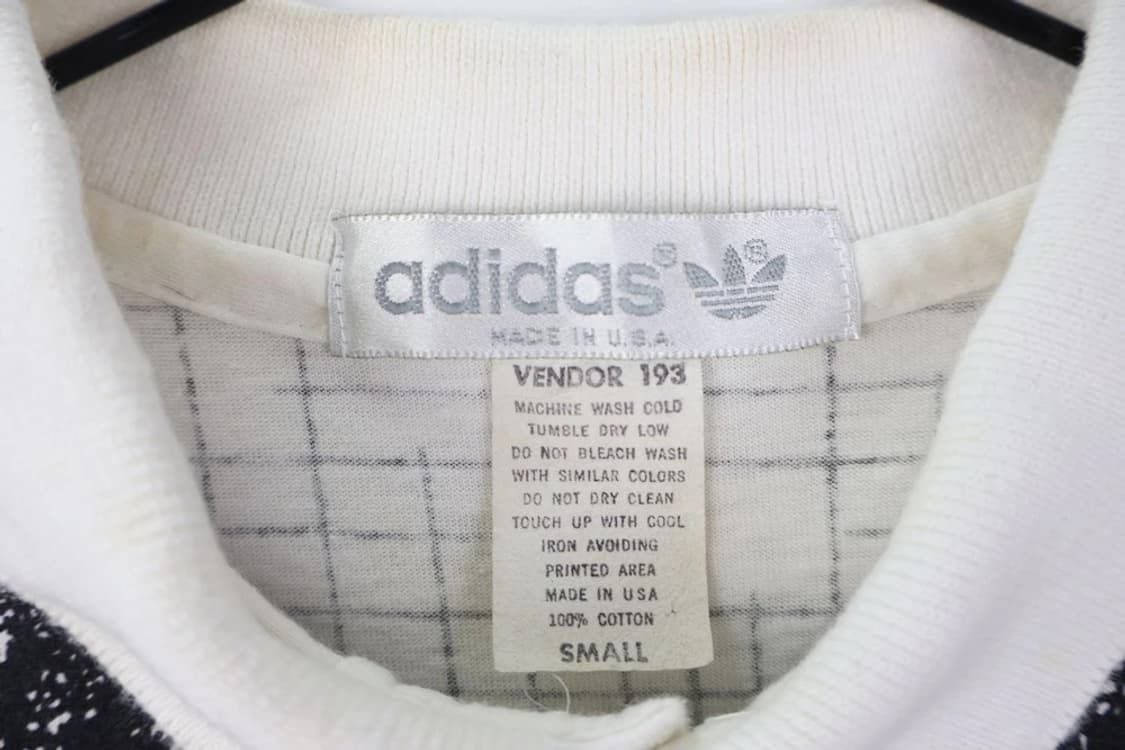 adidas®
®
MADE IN U.S.A.
VENDOR 193
MACHINE WASH COLD
TUMBLE DRY LOW
DO NOT BLEACH WASH
WITH SIMILAR COLORS
DO NOT DRY CLEAN
TOUCH UP WITH COOL
IRON AVOIDING
PRINTED AREA
MADE IN USA
100% COTTON
SMALL